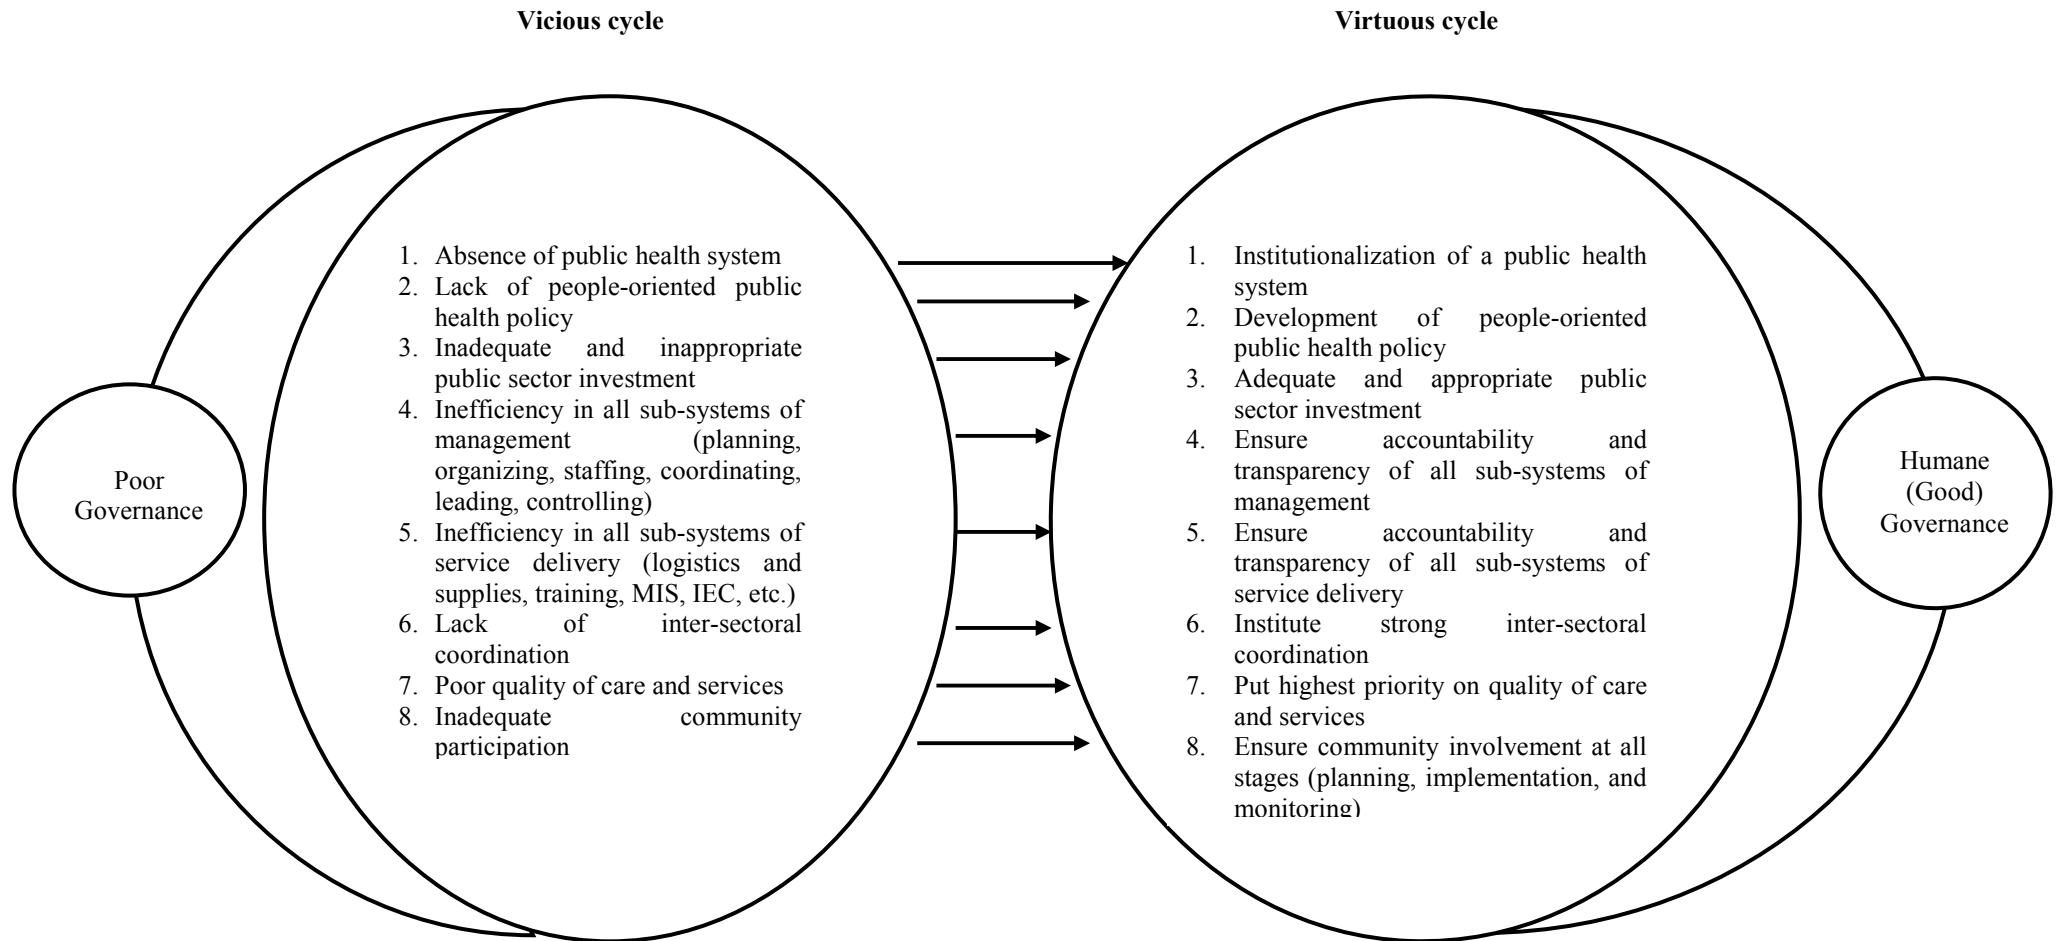 Vicious cycle
Virtuous cycle
Poor
Governance
1. Absence of public health system
2. Lack of people-oriented public
health policy
3. Inadequate and inappropriate
public sector investment
4. Inefficiency in all sub-systems of
management (planning,
organizing, staffing, coordinating,
leading, controlling)
5. Inefficiency in all sub-systems of
service delivery (logistics and
supplies, training, MIS, IEC, etc.)
6. Lack of inter-sectoral
coordination
7. Poor quality of care and services
8. Inadequate community
participation
1. Institutionalization of a public health
system
2. Development of people-oriented
public health policy
3. Adequate and appropriate public
sector investment
4. Ensure accountability and
transparency of all sub-systems of
management
5. Ensure accountability and
transparency of all sub-systems of
service delivery
6. Institute strong inter-sectoral
coordination
7. Put highest priority on quality of care
and services
8. Ensure community involvement at all
stages (planning, implementation, and
monitoring)
Humane
(Good)
Governance